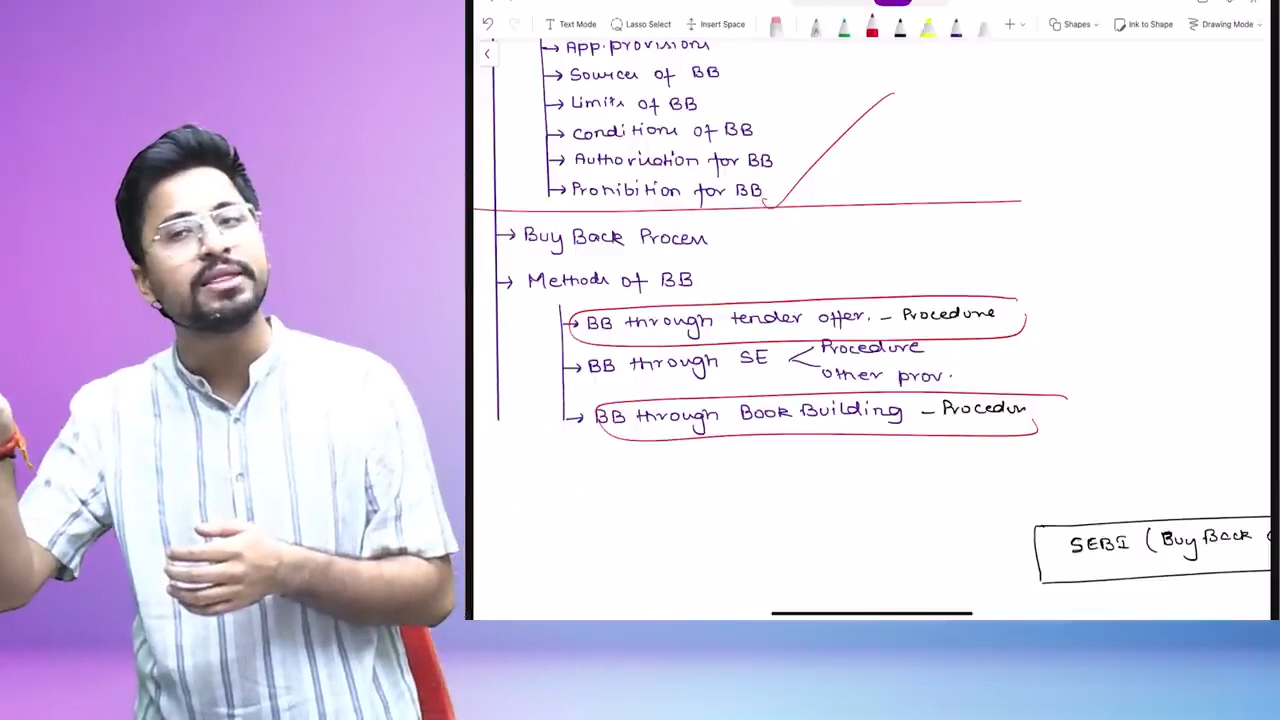 Text Mode
Lasso Select
Insert Space
Shapes
Ink to Shape
Drawing Mode
App. provisions
Sources of BB
Limits of BB
Conditions of BB
Authorisation for BB
Prohibition for BB
Buy Back Process
Methods of BB
BB through tender offer. - Procedure
BB through SE
Procedure
other prov.
BB through Book Building - Procedur
SEBI (Buy Back